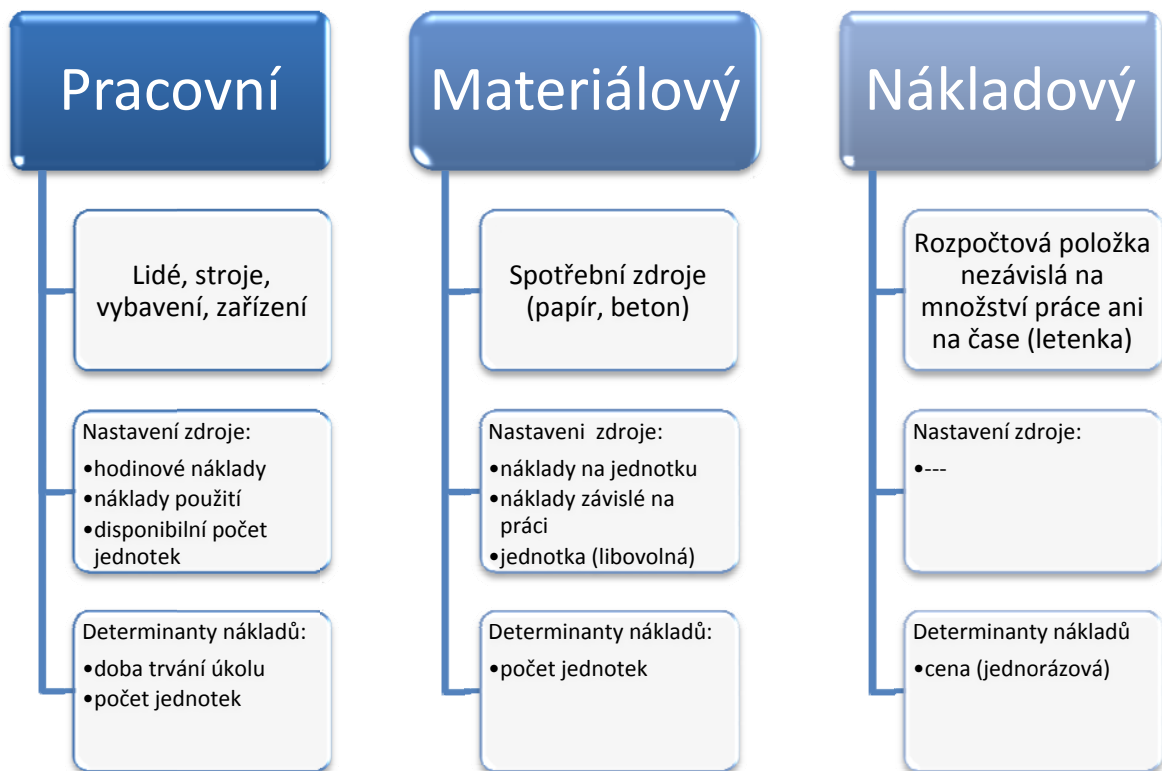 Pracovní
Lidé, stroje,
vybavení, zařízení
Nastavení zdroje:
•hodinové náklady
•náklady použití
•disponibilní počet
jednotek
Determinanty nákladů:
•doba trvání úkolu
•počet jednotek
Materiálový
Spotřební zdroje
(papír, beton)
Nastaveni zdroje:
•náklady na jednotku
•náklady závislé na
práci
•jednotka (libovolná)
Determinanty nákladů:
•počet jednotek
Nákladový
Rozpočtová položka
nezávislá na
množství práce ani
na čase (letenka)
Nastavení zdroje:
•---
Determinanty nákladů
•cena (jednorázová)